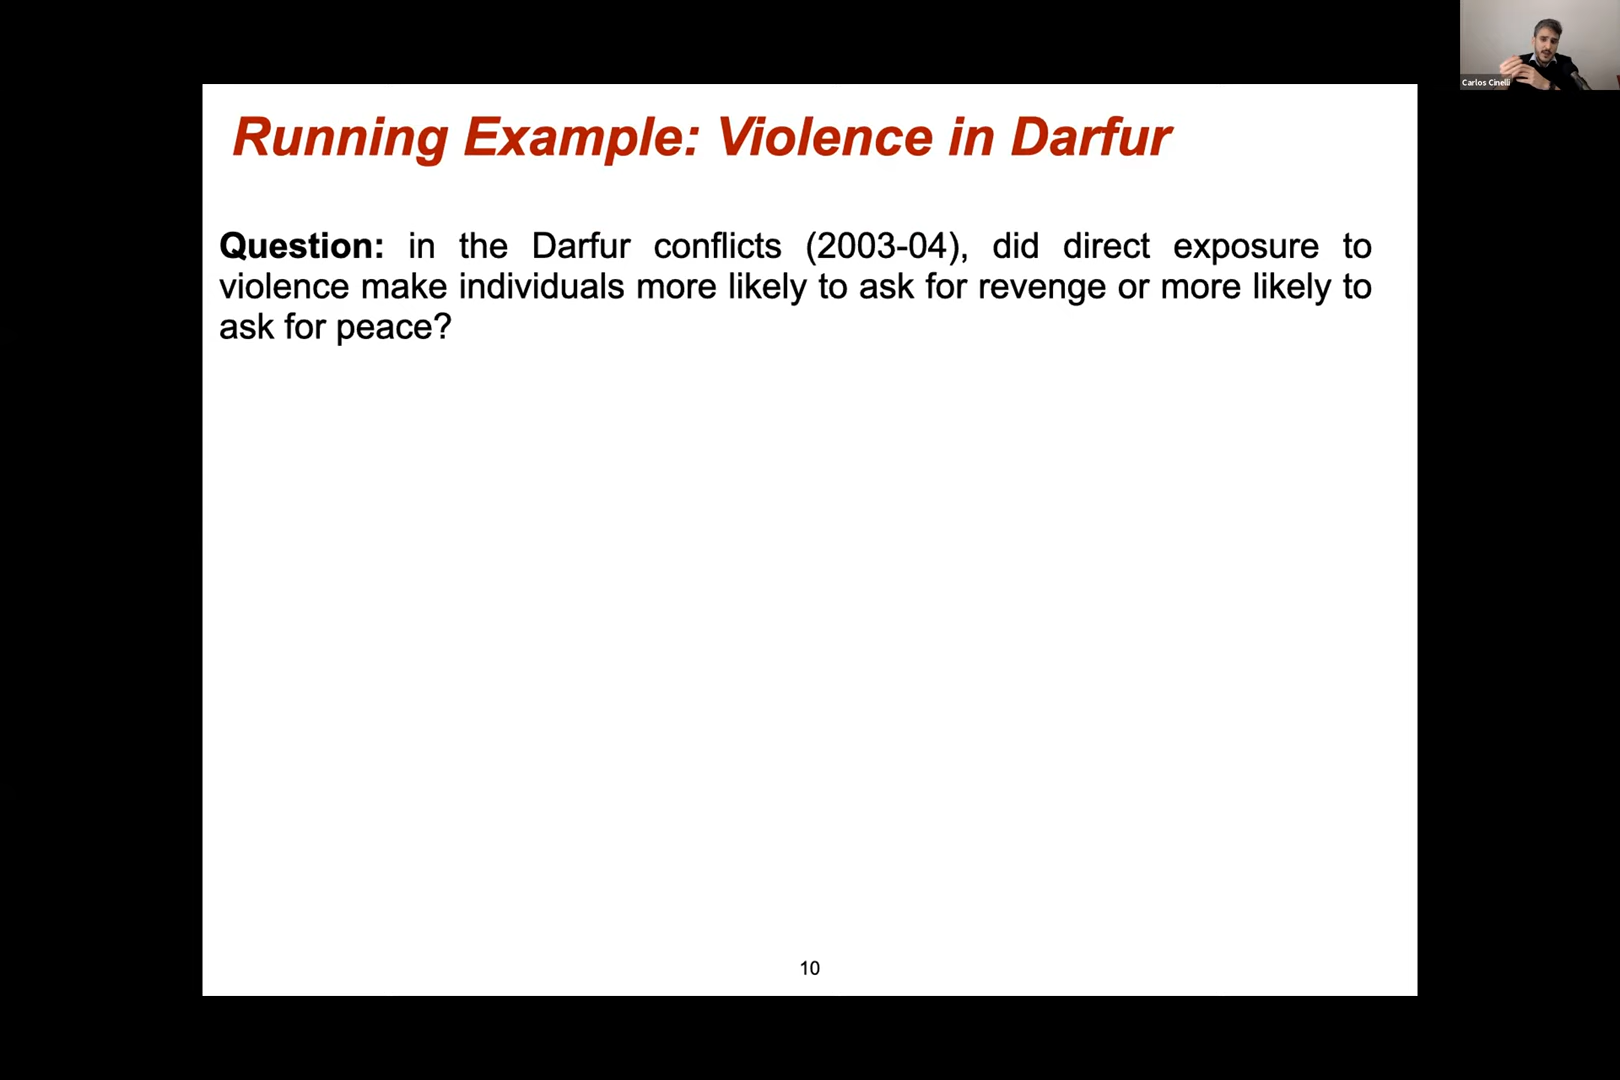 Carlos Cinelli
Running Example: Violence in Darfur
Question: in the Darfur conflicts (2003-04), did direct exposure to
violence make individuals more likely to ask for revenge or more likely to
ask for peace?
10